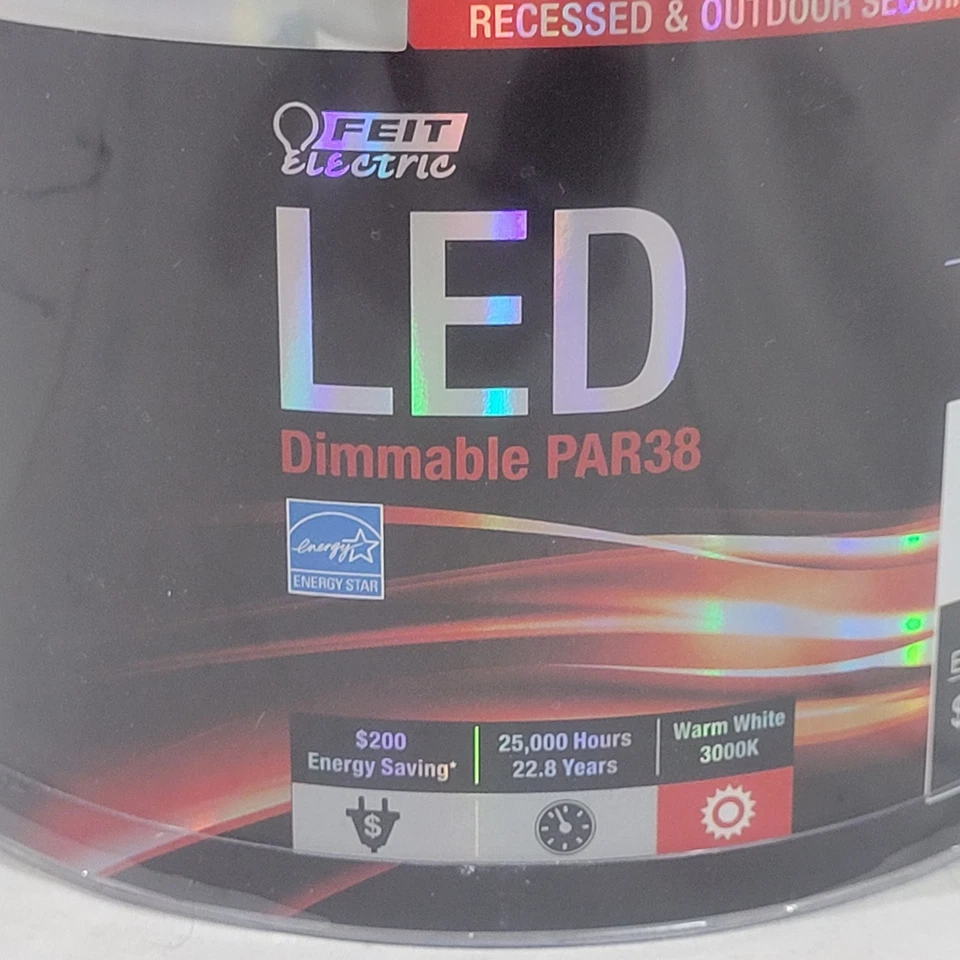 RECESSED & OUTDOOR
FEIT
Electric
LED
Dimmable PAR38
energy
ENERGY STAR
$200
Energy Saving*
25,000 Hours
22.8 Years
Warm White
3000K
$